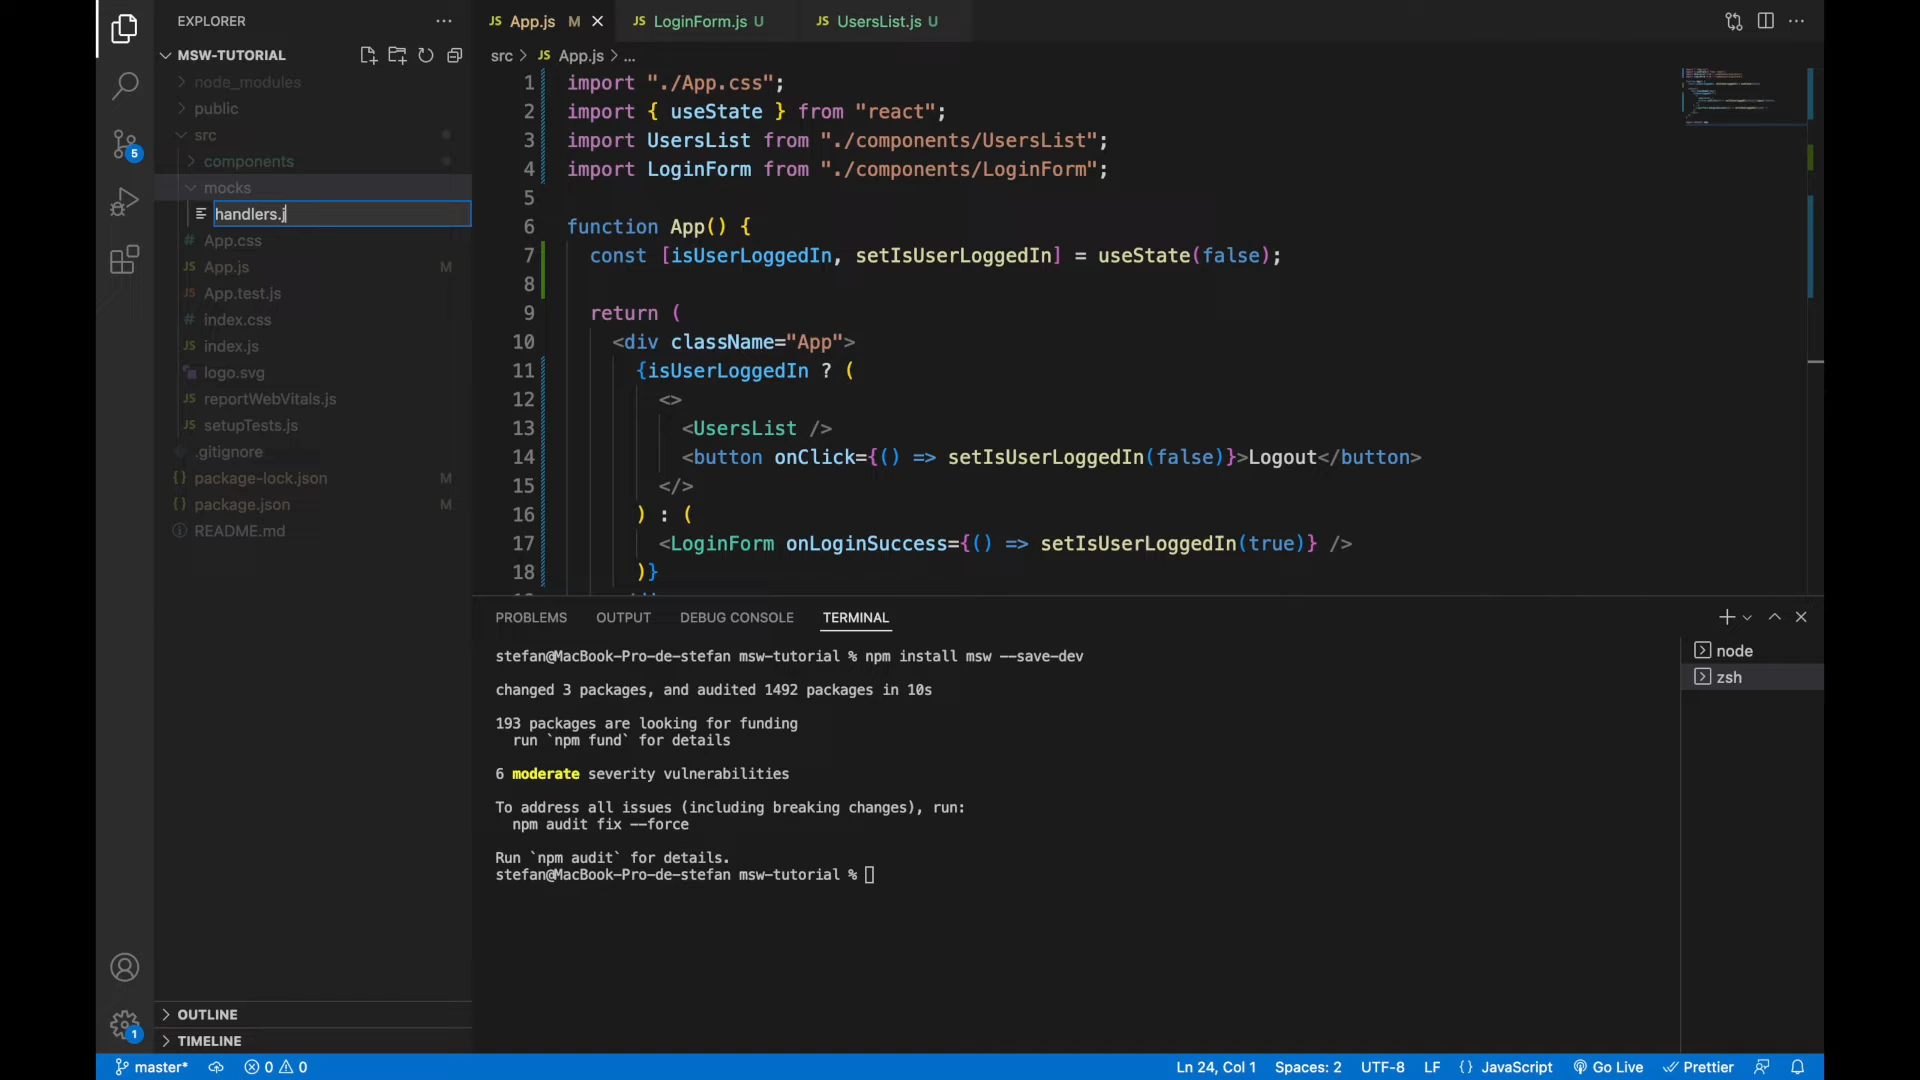 EXPLORER
MSW-TUTORIAL
node_modules
public
src
components
mocks
handlers.j
App.css
App.js M
App.test.js
index.css
index.js
logo.svg
reportWebVitals.js
setupTests.js
.gitignore
package-lock.json M
package.json M
README.md
OUTLINE
TIMELINE
5
1
JS App.js M
JS LoginForm.js U
JS UsersList.js U
src > JS App.js > ...
1 import "./App.css";
2 import { useState } from "react";
3 import UsersList from "./components/UsersList";
4 import LoginForm from "./components/LoginForm";
5
6 function App() {
7 const [isUserLoggedIn, setIsUserLoggedIn] = useState(false);
8
9 return (
10 <div className="App">
11 {isUserLoggedIn ? (
12 <>
13 <UsersList />
14 <button onClick={() => setIsUserLoggedIn(false)}>Logout</button>
15 </>
16 ) : (
17 <LoginForm onLoginSuccess={() => setIsUserLoggedIn(true)} />
18 )}
PROBLEMS OUTPUT DEBUG CONSOLE TERMINAL
stefan@MacBook-Pro-de-stefan msw-tutorial % npm install msw --save-dev
changed 3 packages, and audited 1492 packages in 10s
193 packages are looking for funding
run `npm fund` for details
6 moderate severity vulnerabilities
To address all issues (including breaking changes), run:
npm audit fix --force
Run `npm audit` for details.
stefan@MacBook-Pro-de-stefan msw-tutorial %
node
zsh
master* 0 0 Ln 24, Col 1 Spaces: 2 UTF-8 LF {} JavaScript Go Live Prettier